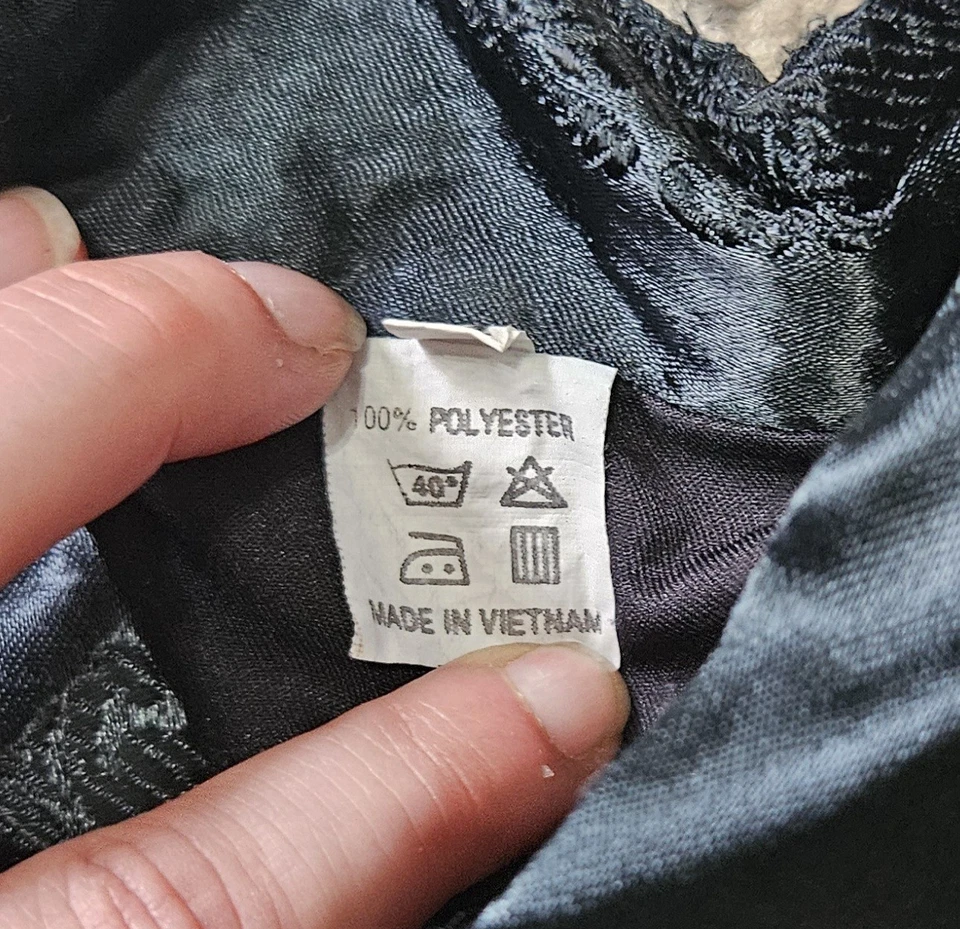 100% POLYESTER
40°
MADE IN VIETNAM